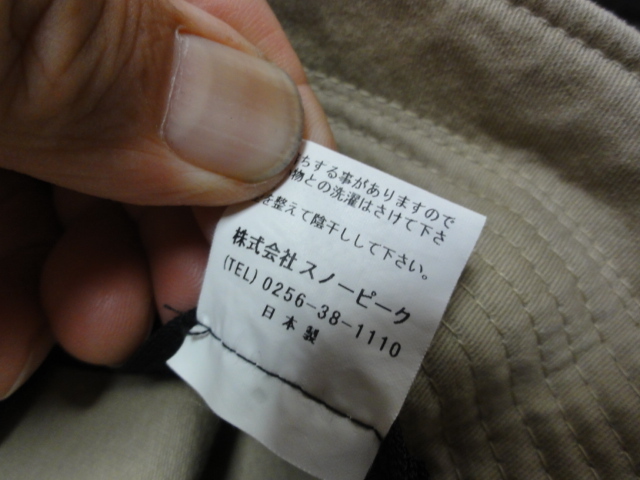 ちする事がありますので
物との洗濯はさけて下さ
を整えて陰干しして下さい。
株式会社スノーピーク
(TEL) 0256-38-1110
日本製